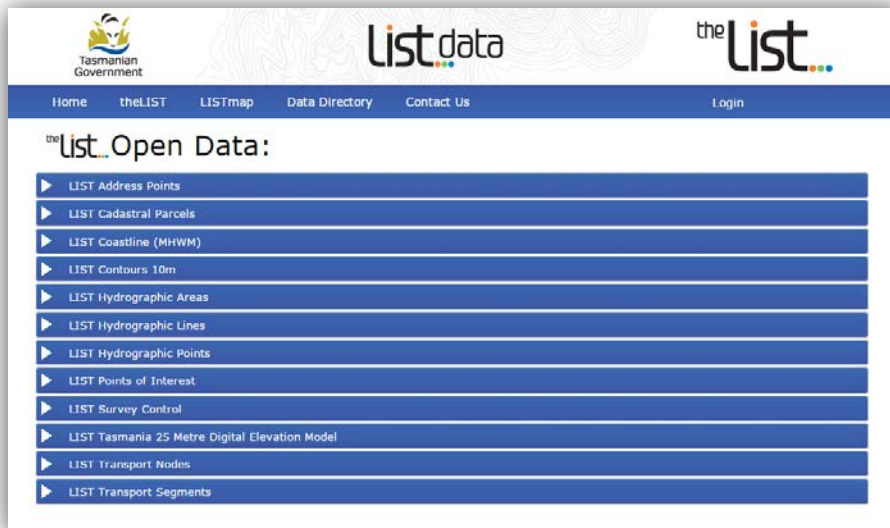 Tasmanian
Government
List...data
the List...
Home theLIST LISTmap Data Directory Contact Us Login
the List... Open Data:
LIST Address Points
LIST Cadastral Parcels
LIST Coastline (MHWM)
LIST Contours 10m
LIST Hydrographic Areas
LIST Hydrographic Lines
LIST Hydrographic Points
LIST Points of Interest
LIST Survey Control
LIST Tasmania 25 Metre Digital Elevation Model
LIST Transport Nodes
LIST Transport Segments